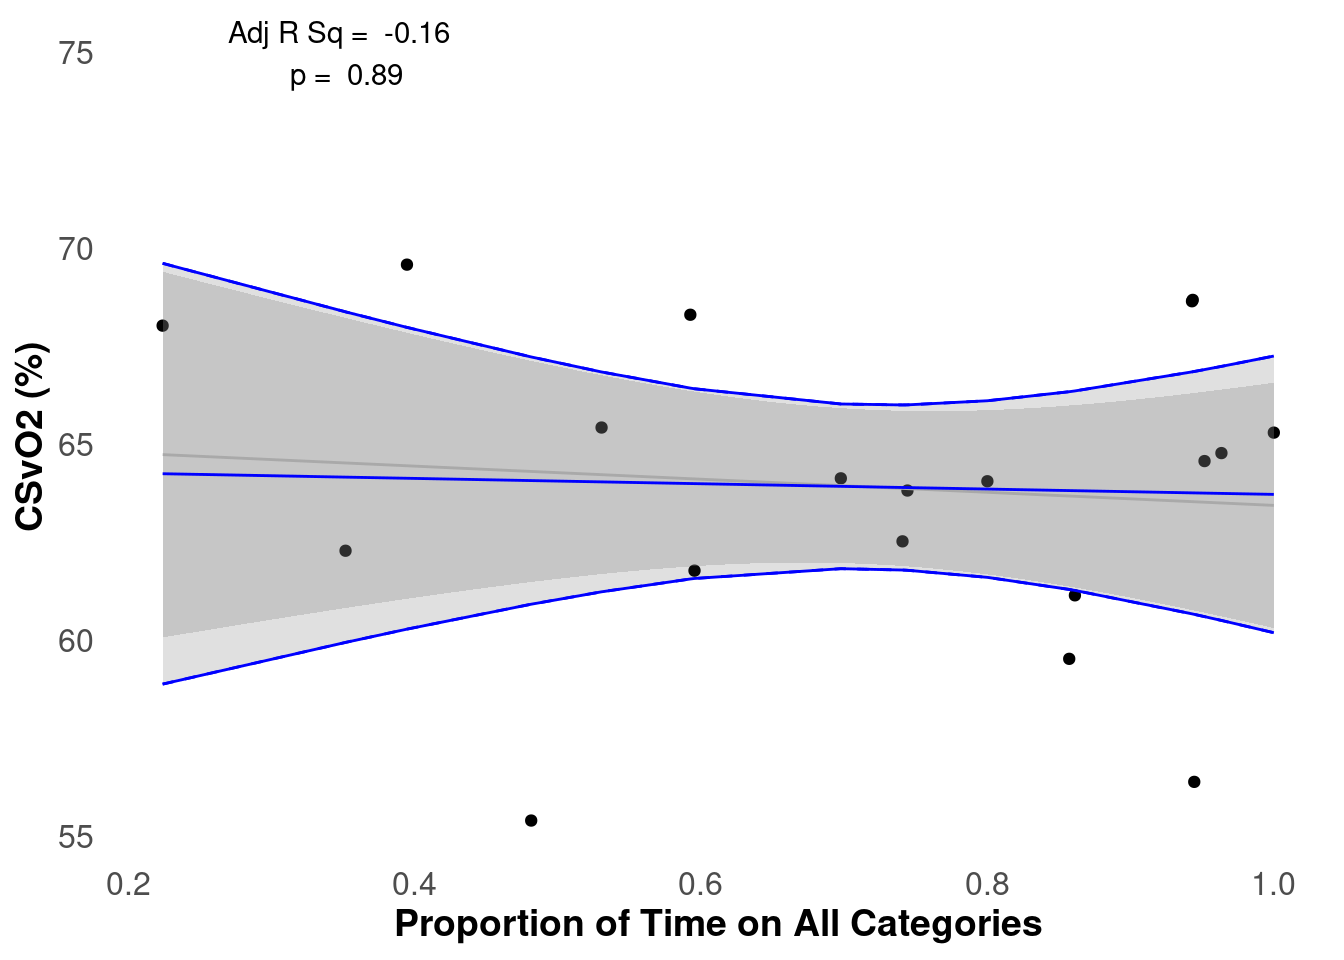 Adj R Sq =  -0.16
p =  0.89
75
70
65
60
55
CSvO2 (%)
0.2 0.4 0.6 0.8 1.0
Proportion of Time on All Categories